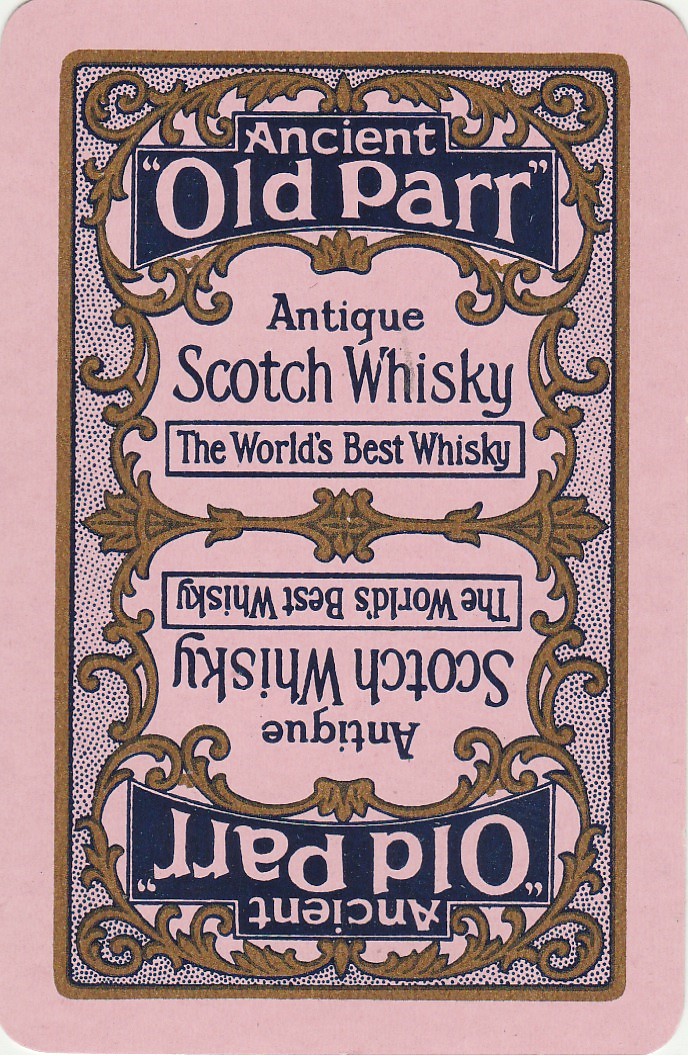 Ancient
"Old Parr"
Antique
Scotch Whisky
The World's Best Whisky
The World's Best Whisky
Scotch Whisky
Antique
"Old Parr"
Ancient